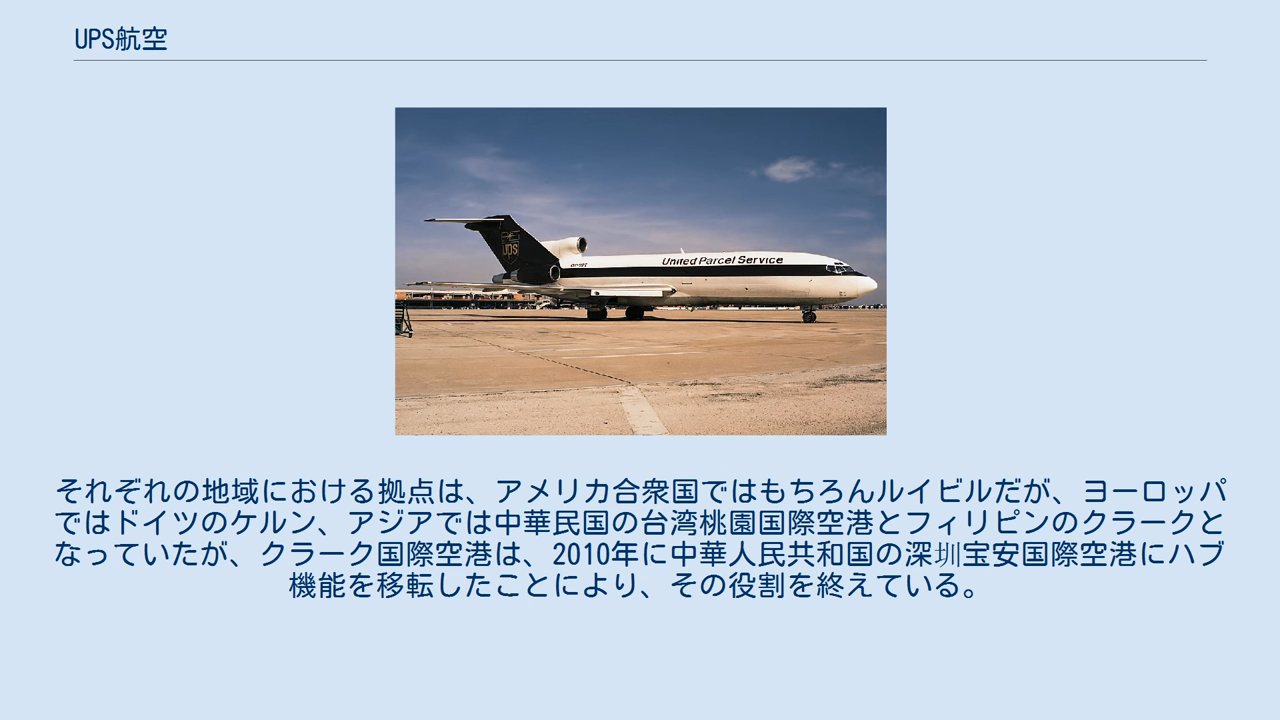 UPS航空
UPS
United Parcel Service
それぞれの地域における拠点は、アメリカ合衆国ではもちろんルイビルだが、ヨーロッパ
ではドイツのケルン、アジアでは中華民国の台湾桃園国際空港とフィリピンのクラークと
なっていたが、クラーク国際空港は、2010年に中華人民共和国の深圳宝安国際空港にハブ
機能を移転したことにより、その役割を終えている。